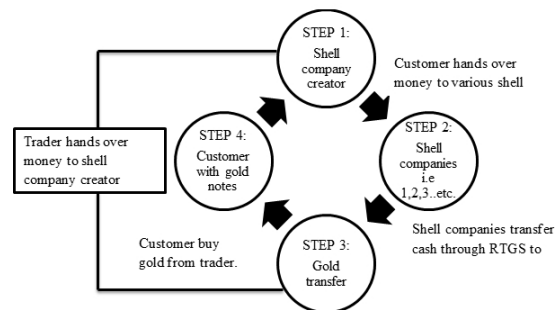 STEP 1:
Shell
company
creator
Customer hands over
money to various shell
STEP 2:
Shell
companies
i.e
1,2,3..etc.
Shell companies transfer
cash through RTGS to
STEP 3:
Gold
transfer
Customer buy
gold from trader.
STEP 4:
Customer
with gold
notes
Trader hands over
money to shell
company creator